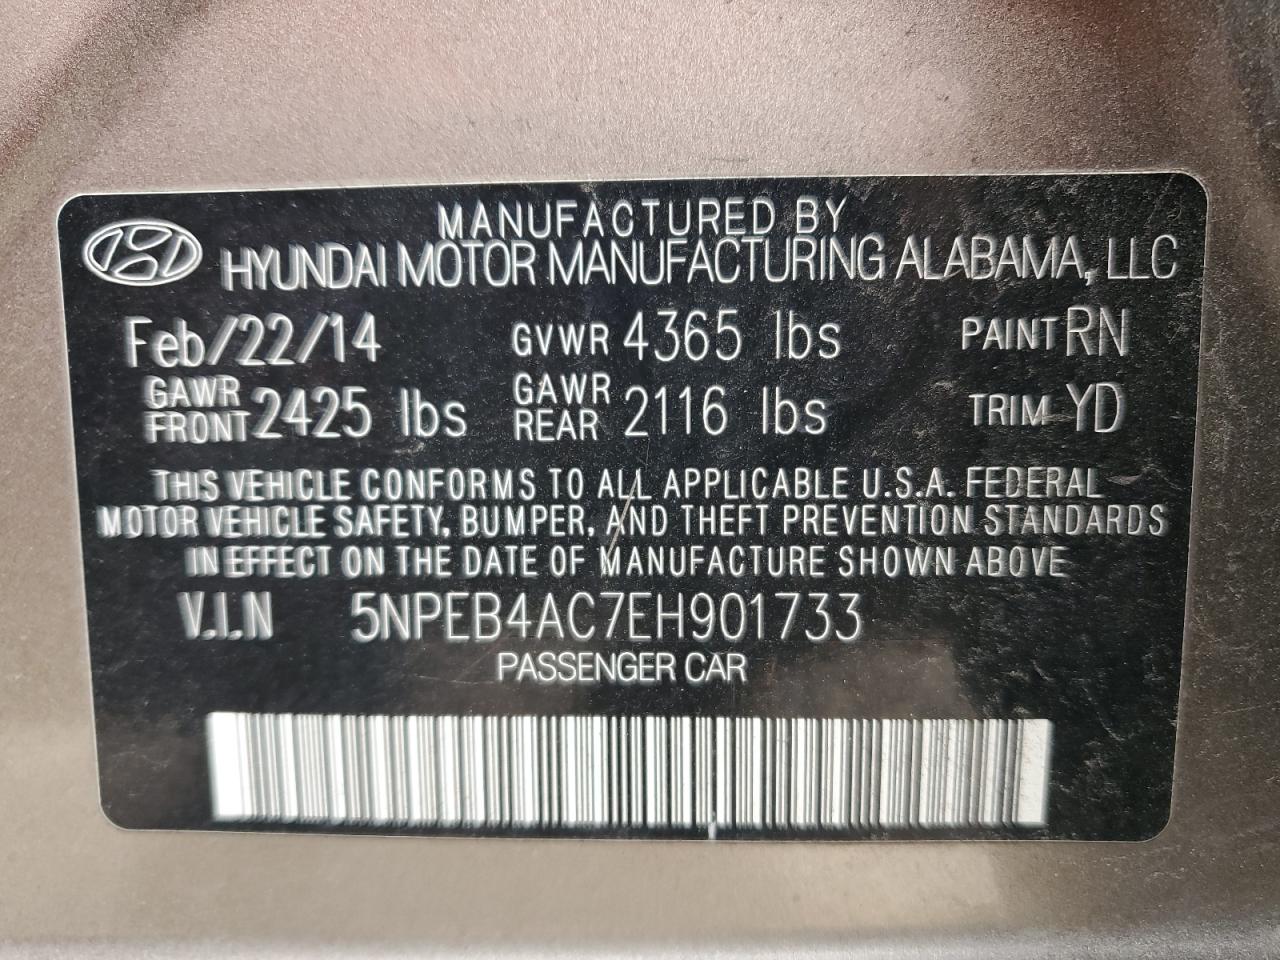 MANUFACTURED BY
HYUNDAI MOTOR MANUFACTURING ALABAMA, LLC
Feb/22/14 GVWR 4365 lbs PAINT RN
GAWR FRONT 2425 lbs GAWR REAR 2116 lbs TRIM YD
THIS VEHICLE CONFORMS TO ALL APPLICABLE U.S.A. FEDERAL
MOTOR VEHICLE SAFETY, BUMPER, AND THEFT PREVENTION STANDARDS
IN EFFECT ON THE DATE OF MANUFACTURE SHOWN ABOVE
V.I.N 5NPEB4AC7EH901733
PASSENGER CAR